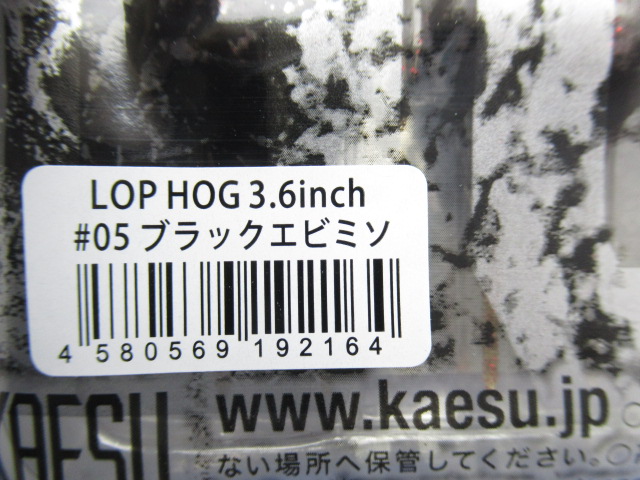 LOP HOG 3.6inch
#05 ブラックエビミソ
4 580569 192164
KAESU
www.kaesu.jp
ない場所へ保管してください。